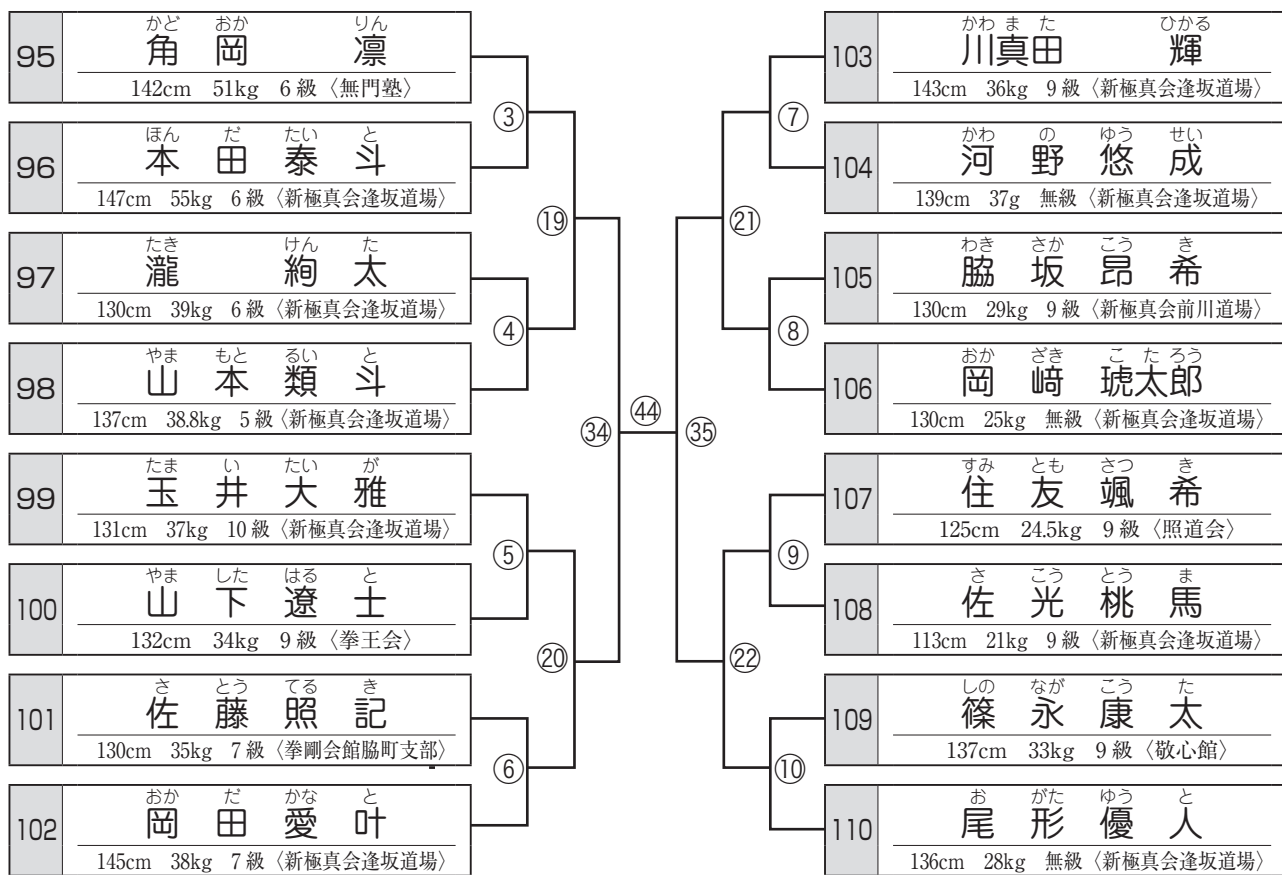 95
かど おか りん
角 岡 凛
142cm 51kg 6級〈無門塾〉
96
ほん だ たい と
本 田 泰 斗
147cm 55kg 6級〈新極真会逢坂道場〉
97
たき けん た
瀧 絢 太
130cm 39kg 6級〈新極真会逢坂道場〉
98
やま もと るい と
山 本 類 斗
137cm 38.8kg 5級〈新極真会逢坂道場〉
99
たま い たい が
玉 井 大 雅
131cm 37kg 10級〈新極真会逢坂道場〉
100
やま した はる と
山 下 遼 士
132cm 34kg 9級〈拳王会〉
101
さ とう てる き
佐 藤 照 記
130cm 35kg 7級〈拳剛会館脇町支部〉
102
おか だ かな と
岡 田 愛 叶
145cm 38kg 7級〈新極真会逢坂道場〉
③
④
⑤
⑥
⑲
⑳
㉞
㊹
㉟
㉑
㉒
⑦
⑧
⑨
⑩
103
かわ ま た ひかる
川真田 輝
143cm 36kg 9級〈新極真会逢坂道場〉
104
かわ の ゆう せい
河 野 悠 成
139cm 37g 無級〈新極真会逢坂道場〉
105
わき さか こう き
脇 坂 昂 希
130cm 29kg 9級〈新極真会前川道場〉
106
おか ざき こ た ろう
岡 﨑 琥太郎
130cm 25kg 無級〈新極真会逢坂道場〉
107
すみ とも さつ き
住 友 颯 希
125cm 24.5kg 9級〈照道会〉
108
さ こう とう ま
佐 光 桃 馬
113cm 21kg 9級〈新極真会逢坂道場〉
109
しの なが こう た
篠 永 康 太
137cm 33kg 9級〈敬心館〉
110
お がた ゆう と
尾 形 優 人
136cm 28kg 無級〈新極真会逢坂道場〉